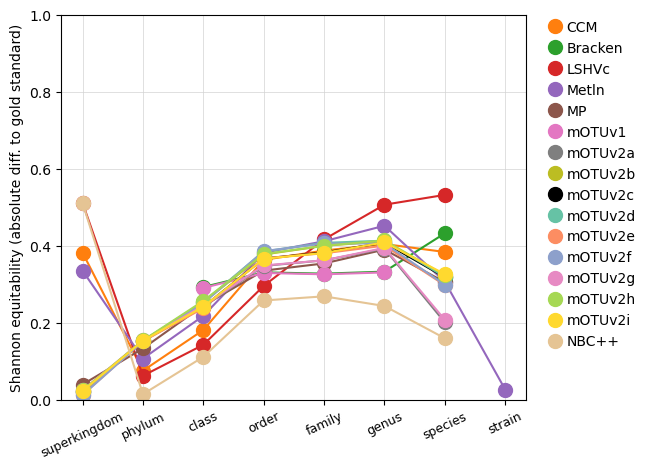 Shannon equitability (absolute diff. to gold standard)
1.0
0.8
0.6
0.4
0.2
0.0
superkingdom
phylum
class
order
family
genus
species
strain
CCM
Bracken
LSHVc
Metln
MP
mOTUv1
mOTUv2a
mOTUv2b
mOTUv2c
mOTUv2d
mOTUv2e
mOTUv2f
mOTUv2g
mOTUv2h
mOTUv2i
NBC++